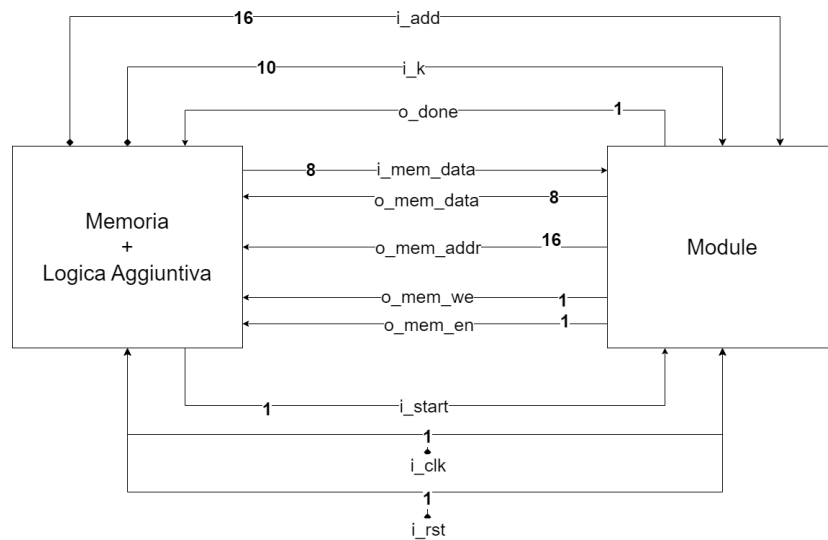 16 i_add
10 i_k
o_done 1
8 i_mem_data
o_mem_data 8
Memoria
+
Logica Aggiuntiva
o_mem_addr 16
Module
o_mem_we 1
o_mem_en 1
1 i_start
1
i_clk
1
i_rst